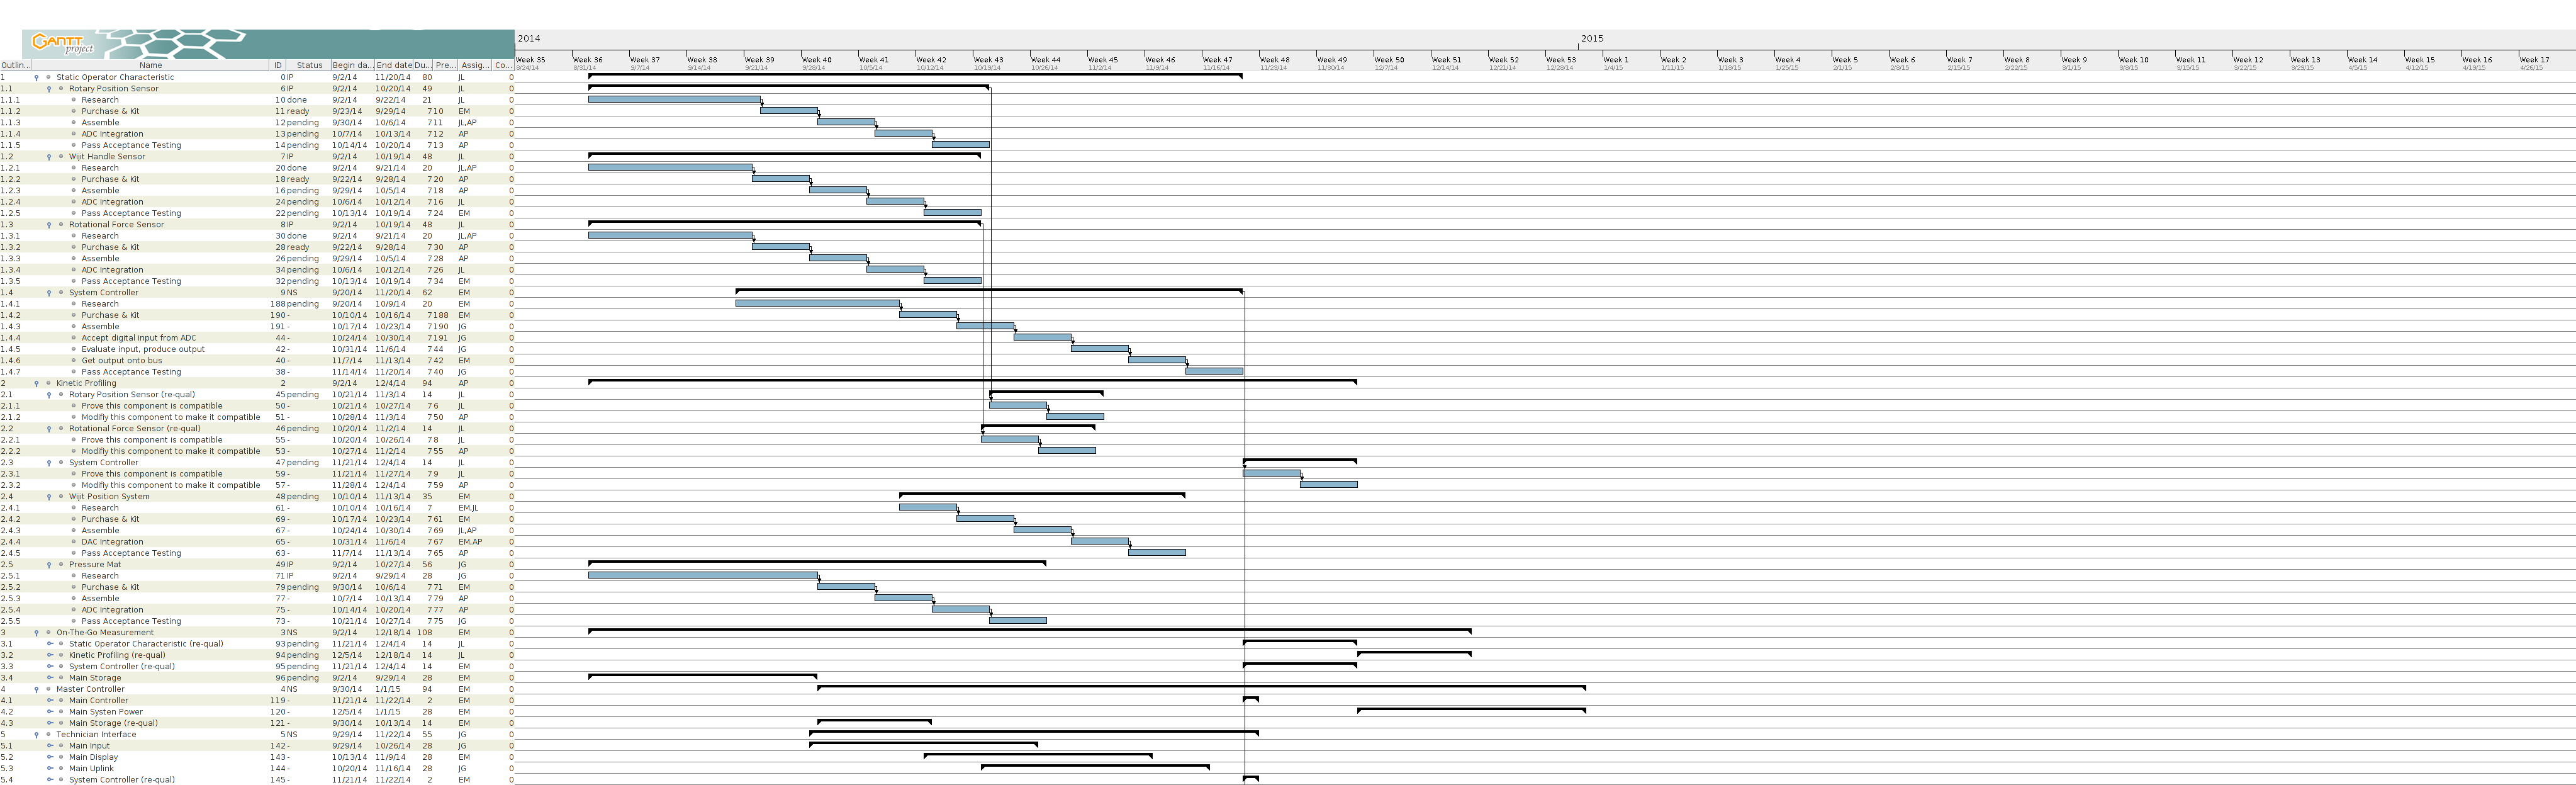 GANTT project
2014 2015
Outlin... Name ID Status Begin da... End date Du... Pre... Assig... Co...
Week 35 Week 36 Week 37 Week 38 Week 39 Week 40 Week 41 Week 42 Week 43 Week 44 Week 45 Week 46 Week 47 Week 48 Week 49 Week 50 Week 51 Week 52 Week 53 Week 1 Week 2 Week 3 Week 4 Week 5 Week 6 Week 7 Week 8 Week 9 Week 10 Week 11 Week 12 Week 13 Week 14 Week 15 Week 16 Week 17
8/24/14 8/31/14 9/7/14 9/14/14 9/21/14 9/28/14 10/5/14 10/12/14 10/19/14 10/26/14 11/2/14 11/9/14 11/16/14 11/23/14 11/30/14 12/7/14 12/14/14 12/21/14 12/28/14 1/4/15 1/11/15 1/18/15 1/25/15 2/1/15 2/8/15 2/15/15 2/22/15 3/1/15 3/8/15 3/15/15 3/22/15 3/29/15 4/5/15 4/12/15 4/19/15 4/26/15
1 Static Operator Characteristic 0 IP 9/2/14 11/20/14 80 JL 0
1.1 Rotary Position Sensor 6 IP 9/2/14 10/20/14 49 JL 0
1.1.1 Research 10 done 9/2/14 9/22/14 21 JL 0
1.1.2 Purchase & Kit 11 ready 9/23/14 9/29/14 7 10 EM 0
1.1.3 Assemble 12 pending 9/30/14 10/6/14 7 11 JL,AP 0
1.1.4 ADC Integration 13 pending 10/7/14 10/13/14 7 12 AP 0
1.1.5 Pass Acceptance Testing 14 pending 10/14/14 10/20/14 7 13 AP 0
1.2 Wijit Handle Sensor 7 IP 9/2/14 10/19/14 48 JL 0
1.2.1 Research 20 done 9/2/14 9/21/14 20 JL,AP 0
1.2.2 Purchase & Kit 18 ready 9/22/14 9/28/14 7 20 AP 0
1.2.3 Assemble 16 pending 9/29/14 10/5/14 7 18 AP 0
1.2.4 ADC Integration 24 pending 10/6/14 10/12/14 7 16 JL 0
1.2.5 Pass Acceptance Testing 22 pending 10/13/14 10/19/14 7 24 EM 0
1.3 Rotational Force Sensor 8 IP 9/2/14 10/19/14 48 JL 0
1.3.1 Research 30 done 9/2/14 9/21/14 20 JL,AP 0
1.3.2 Purchase & Kit 28 ready 9/22/14 9/28/14 7 30 AP 0
1.3.3 Assemble 26 pending 9/29/14 10/5/14 7 28 AP 0
1.3.4 ADC Integration 34 pending 10/6/14 10/12/14 7 26 JL 0
1.3.5 Pass Acceptance Testing 32 pending 10/13/14 10/19/14 7 34 EM 0
1.4 System Controller 9 NS 9/20/14 11/20/14 62 EM 0
1.4.1 Research 188 pending 9/20/14 10/9/14 20 EM 0
1.4.2 Purchase & Kit 190 - 10/10/14 10/16/14 7 188 EM 0
1.4.3 Assemble 191 - 10/17/14 10/23/14 7 190 JG 0
1.4.4 Accept digital input from ADC 44 - 10/24/14 10/30/14 7 191 JG 0
1.4.5 Evaluate input, produce output 42 - 10/31/14 11/6/14 7 44 JG 0
1.4.6 Get output onto bus 40 - 11/7/14 11/13/14 7 42 EM 0
1.4.7 Pass Acceptance Testing 38 - 11/14/14 11/20/14 7 40 JG 0
2 Kinetic Profiling 2 9/2/14 12/4/14 94 AP 0
2.1 Rotary Position Sensor (re-qual) 45 pending 10/21/14 11/3/14 14 JL 0
2.1.1 Prove this component is compatible 50 - 10/21/14 10/27/14 7 6 JL 0
2.1.2 Modifiy this component to make it compatible 51 - 10/28/14 11/3/14 7 50 AP 0
2.2 Rotational Force Sensor (re-qual) 46 pending 10/20/14 11/2/14 14 JL 0
2.2.1 Prove this component is compatible 55 - 10/20/14 10/26/14 7 8 JL 0
2.2.2 Modifiy this component to make it compatible 53 - 10/27/14 11/2/14 7 55 AP 0
2.3 System Controller 47 pending 11/21/14 12/4/14 14 JL 0
2.3.1 Prove this component is compatible 59 - 11/21/14 11/27/14 7 9 JL 0
2.3.2 Modifiy this component to make it compatible 57 - 11/28/14 12/4/14 7 59 AP 0
2.4 Wijit Position System 48 pending 10/10/14 11/13/14 35 EM 0
2.4.1 Research 61 - 10/10/14 10/16/14 7 EM,JL 0
2.4.2 Purchase & Kit 69 - 10/17/14 10/23/14 7 61 EM 0
2.4.3 Assemble 67 - 10/24/14 10/30/14 7 69 JL,AP 0
2.4.4 DAC Integration 65 - 10/31/14 11/6/14 7 67 EM,AP 0
2.4.5 Pass Acceptance Testing 63 - 11/7/14 11/13/14 7 65 AP 0
2.5 Pressure Mat 49 IP 9/2/14 10/27/14 56 JG 0
2.5.1 Research 71 IP 9/2/14 9/29/14 28 JG 0
2.5.2 Purchase & Kit 79 pending 9/30/14 10/6/14 7 71 EM 0
2.5.3 Assemble 77 - 10/7/14 10/13/14 7 79 AP 0
2.5.4 ADC Integration 75 - 10/14/14 10/20/14 7 77 AP 0
2.5.5 Pass Acceptance Testing 73 - 10/21/14 10/27/14 7 75 JG 0
3 On-The-Go Measurement 3 NS 9/2/14 12/18/14 108 EM 0
3.1 Static Operator Characteristic (re-qual) 93 pending 11/21/14 12/4/14 14 JL 0
3.2 Kinetic Profiling (re-qual) 94 pending 12/5/14 12/18/14 14 JL 0
3.3 System Controller (re-qual) 95 pending 11/21/14 12/4/14 14 EM 0
3.4 Main Storage 96 pending 9/2/14 9/29/14 28 EM 0
4 Master Controller 4 NS 9/30/14 1/1/15 94 EM 0
4.1 Main Controller 119 - 11/21/14 11/22/14 2 EM 0
4.2 Main Systen Power 120 - 12/5/14 1/1/15 28 EM 0
4.3 Main Storage (re-qual) 121 - 9/30/14 10/13/14 14 EM 0
5 Technician Interface 5 NS 9/29/14 11/22/14 55 JG 0
5.1 Main Input 142 - 9/29/14 10/26/14 28 JG 0
5.2 Main Display 143 - 10/13/14 11/9/14 28 EM 0
5.3 Main Uplink 144 - 10/20/14 11/16/14 28 JG 0
5.4 System Controller (re-qual) 145 - 11/21/14 11/22/14 2 EM 0